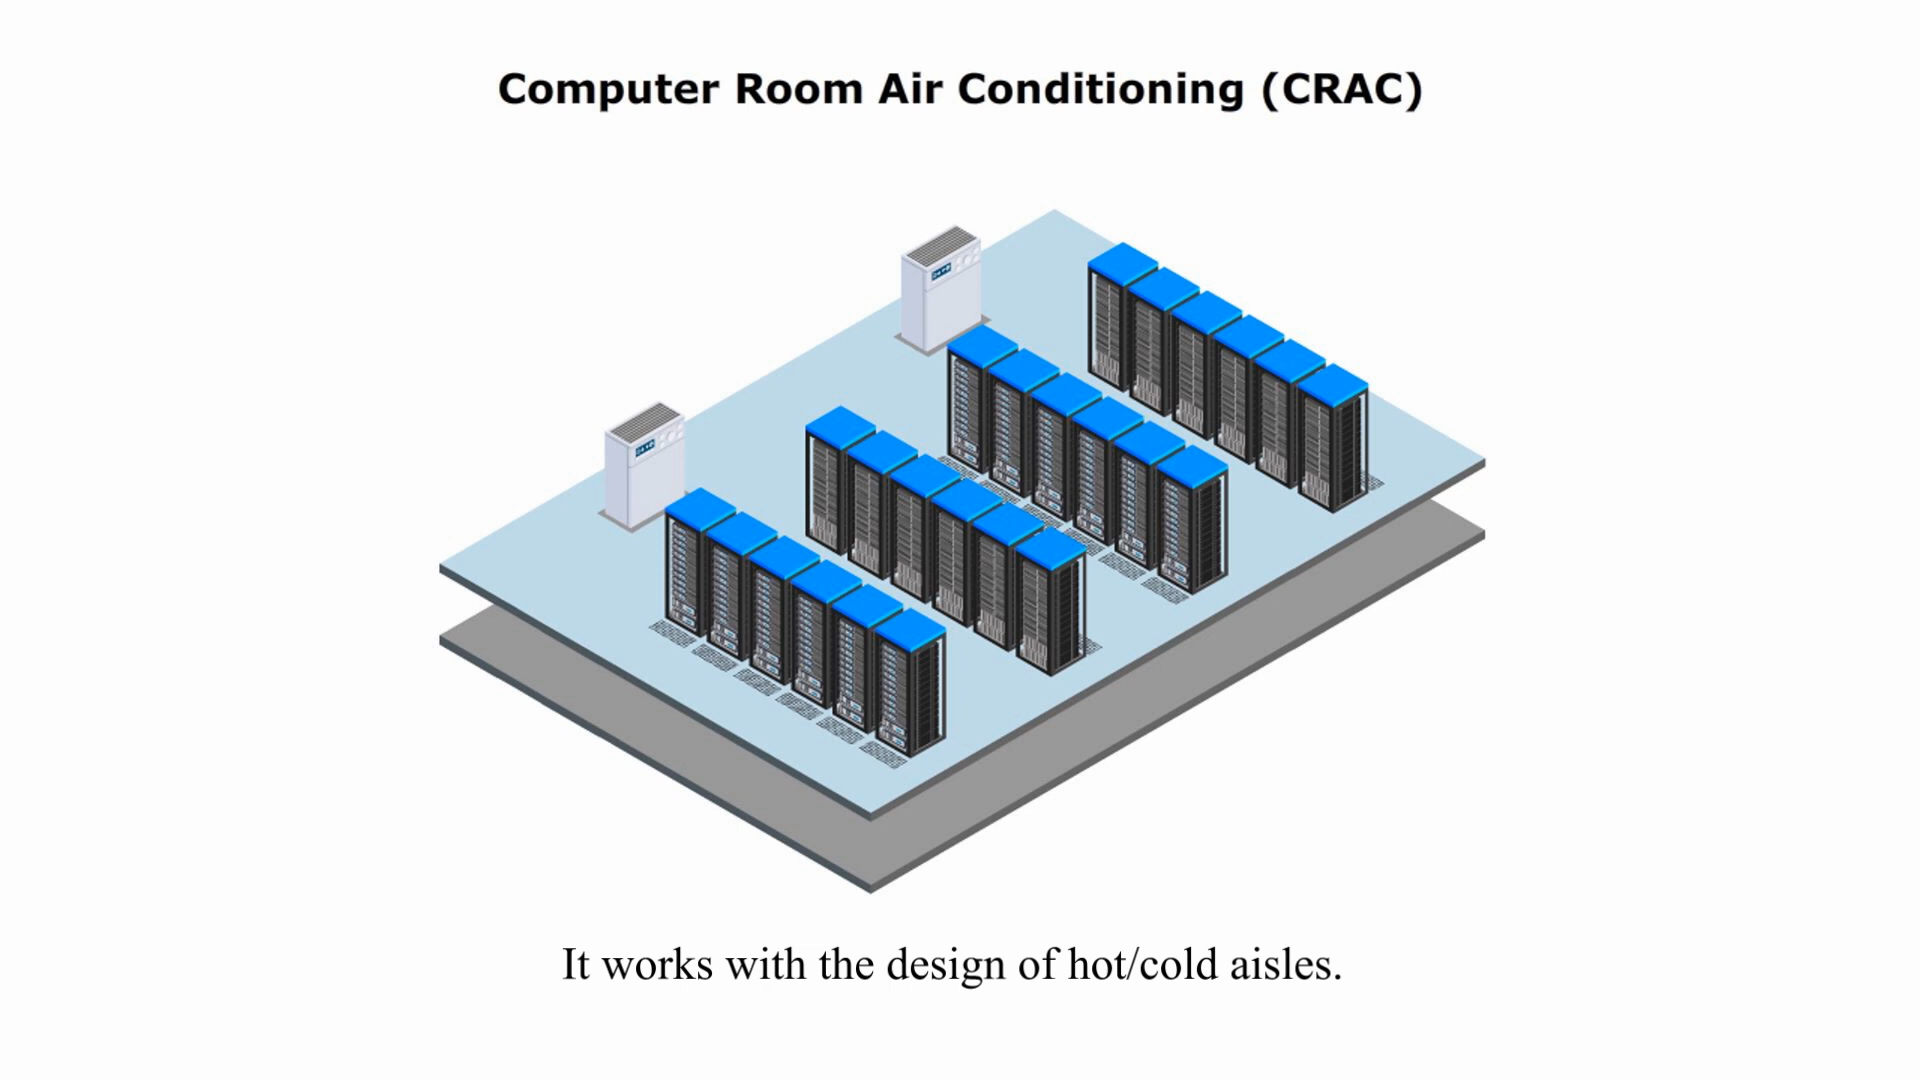 Computer Room Air Conditioning (CRAC)
It works with the design of hot/cold aisles.